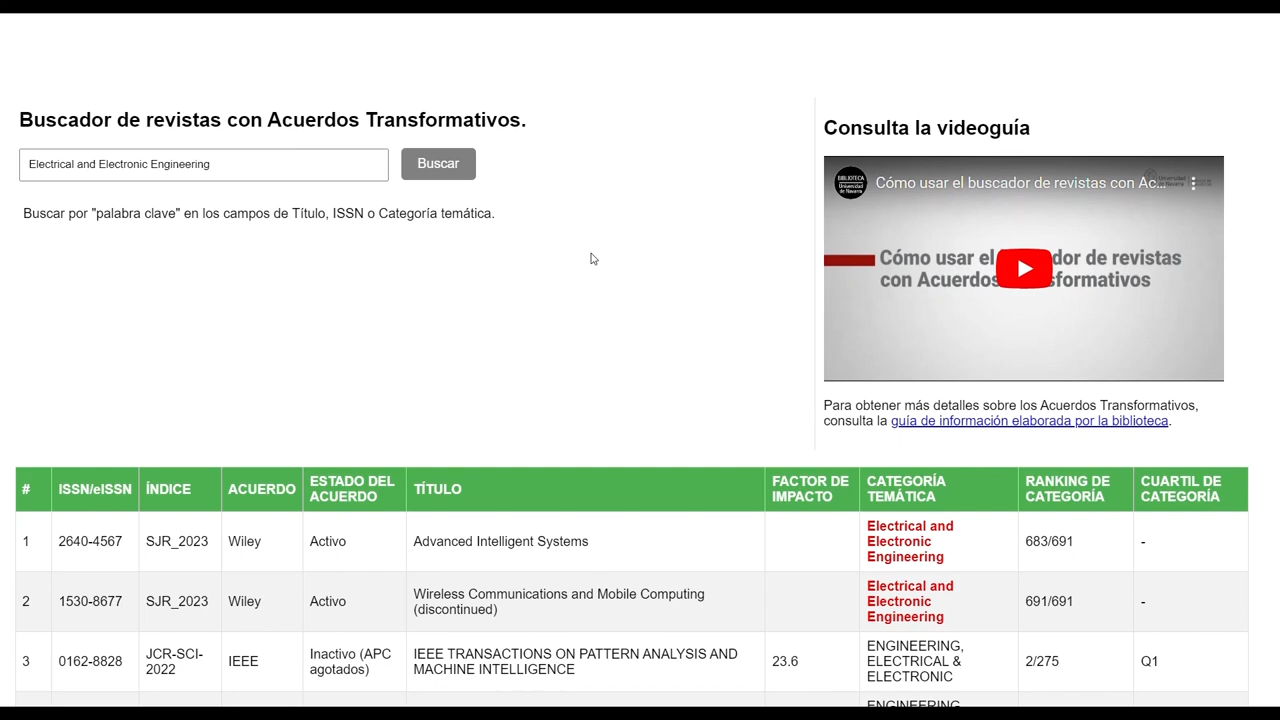 Buscador de revistas con Acuerdos Transformativos.
Electrical and Electronic Engineering
Buscar
Buscar por "palabra clave" en los campos de Título, ISSN o Categoría temática.
Consulta la videoguía
BIBLIOTECA
Universidad
de Navarra
Cómo usar el buscador de revistas con Ac...
Cómo usar el dor de revistas
con Acuerdos sformativos
Para obtener más detalles sobre los Acuerdos Transformativos,
consulta la guía de información elaborada por la biblioteca.
# ISSN/eISSN ÍNDICE ACUERDO ESTADO DEL ACUERDO TÍTULO FACTOR DE IMPACTO CATEGORÍA TEMÁTICA RANKING DE CATEGORÍA CUARTIL DE CATEGORÍA
1 2640-4567 SJR_2023 Wiley Activo Advanced Intelligent Systems Electrical and Electronic Engineering 683/691 -
2 1530-8677 SJR_2023 Wiley Activo Wireless Communications and Mobile Computing (discontinued) Electrical and Electronic Engineering 691/691 -
3 0162-8828 JCR-SCI-2022 IEEE Inactivo (APC agotados) IEEE TRANSACTIONS ON PATTERN ANALYSIS AND MACHINE INTELLIGENCE 23.6 ENGINEERING, ELECTRICAL & ELECTRONIC 2/275 Q1
ENGINEERING,